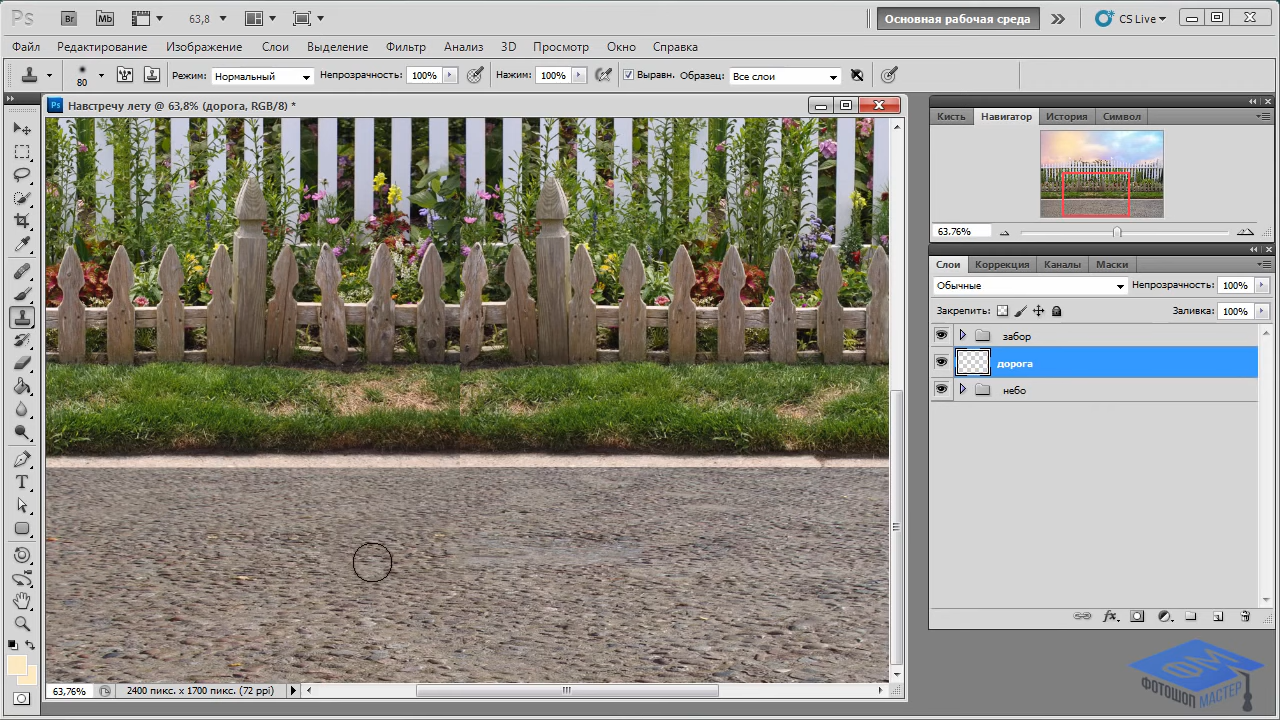 Ps Br Mb 63,8 Основная рабочая среда CS Live
Файл Редактирование Изображение Слои Выделение Фильтр Анализ 3D Просмотр Окно Справка
80 Режим: Нормальный Непрозрачность: 100% Нажим: 100% Выравн. Образец: Все слои
Ps Навстречу лету @ 63,8% (дорога, RGB/8) *
Кисть Навигатор История Символ
63.76%
Слои Коррекция Каналы Маски
Обычные Непрозрачность: 100%
Закрепить: Заливка: 100%
забор
дорога
небо
T
fx
63,76% 2400 пикс. x 1700 пикс. (72 ppi)
ФМ
ФОТОШОП МАСТЕР